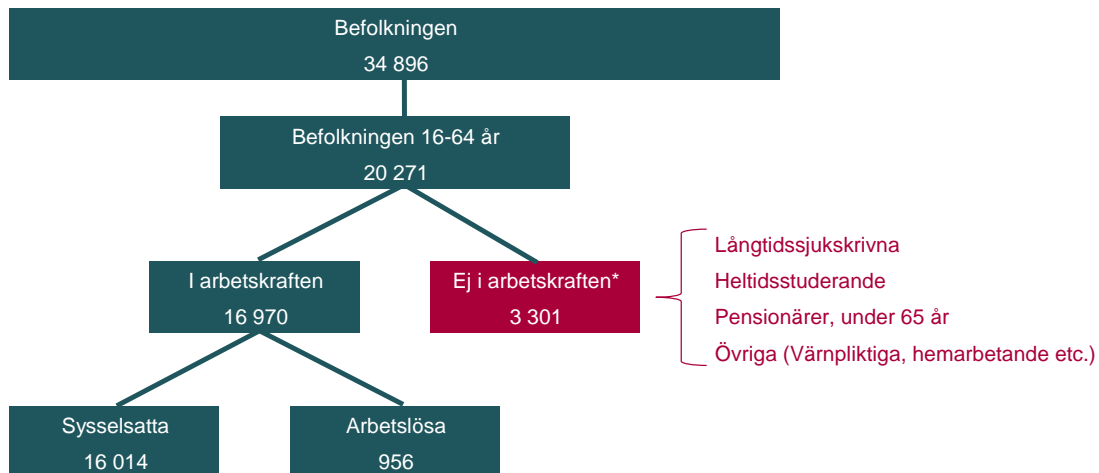 Befolkningen
34 896
Befolkningen 16-64 år
20 271
I arbetskraften
16 970
Ej i arbetskraften*
3 301
Långtidssjukskrivna
Heltidsstuderande
Pensionärer, under 65 år
Övriga (Värnpliktiga, hemarbetande etc.)
Sysselsatta
16 014
Arbetslösa
956